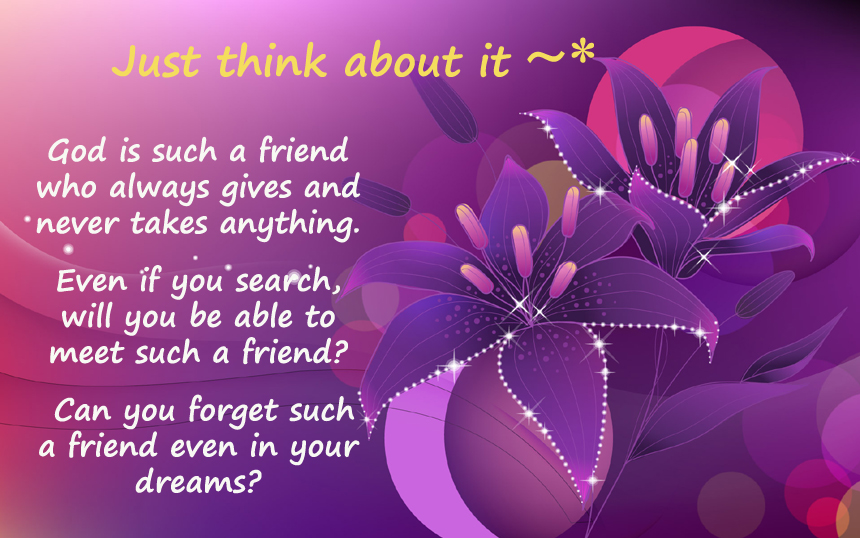 Just think about it ~*
God is such a friend
who always gives and
never takes anything.
Even if you search,
will you be able to
meet such a friend?
Can you forget such
a friend even in your
dreams?